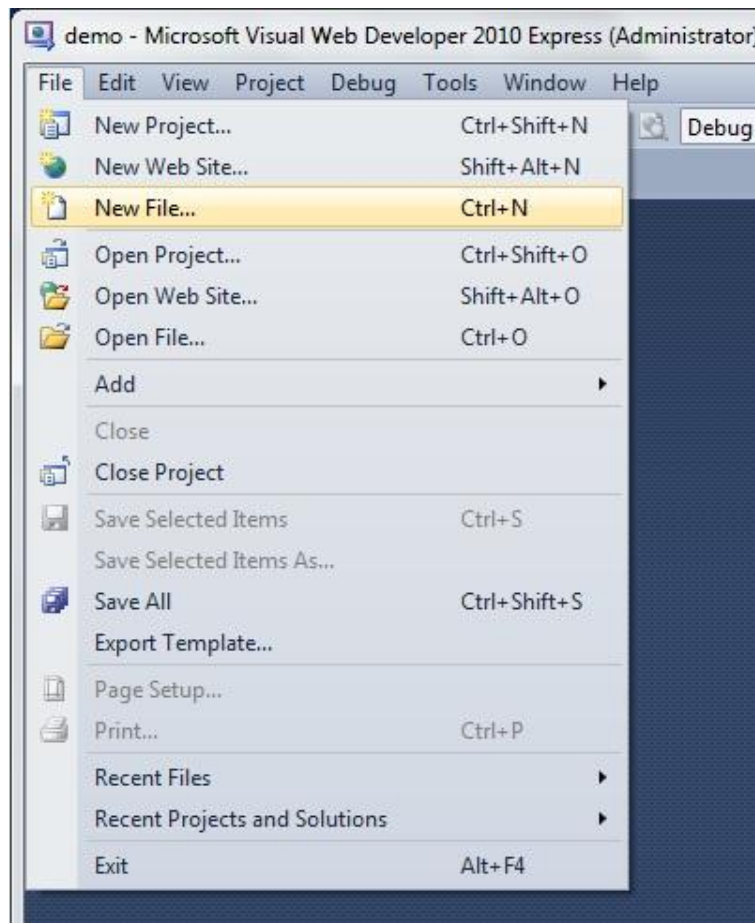 demo - Microsoft Visual Web Developer 2010 Express (Administrator)
File Edit View Project Debug Tools Window Help
New Project... Ctrl+Shift+N
Debug
New Web Site... Shift+Alt+N
New File... Ctrl+N
Open Project... Ctrl+Shift+O
Open Web Site... Shift+Alt+O
Open File... Ctrl+O
Add
Close
Close Project
Save Selected Items Ctrl+S
Save Selected Items As...
Save All Ctrl+Shift+S
Export Template...
Page Setup...
Print... Ctrl+P
Recent Files
Recent Projects and Solutions
Exit Alt+F4